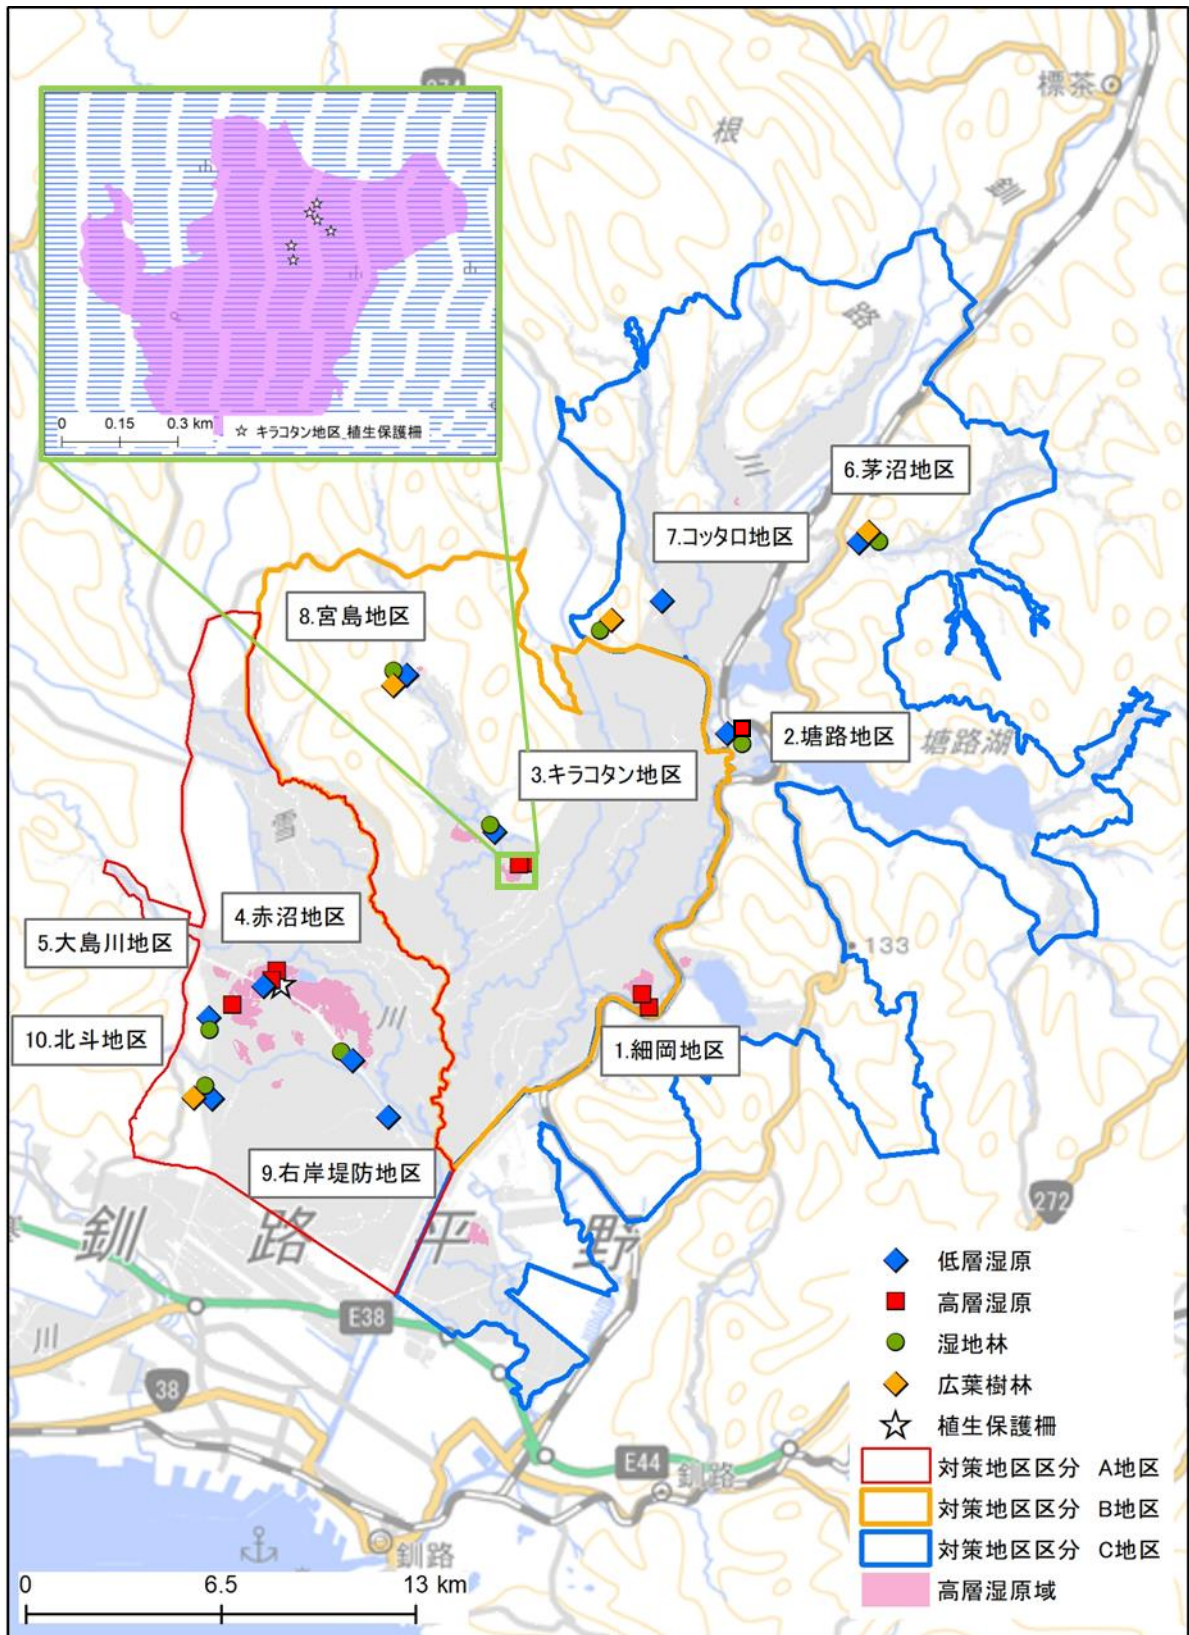 274
標茶
根
釧
路
川
0 0.15 0.3 km
☆ キラコタン地区_植生保護柵
6.茅沼地区
7.コッタロ地区
8.宮島地区
2.塘路地区
塘路湖
3.キラコタン地区
雪
裡
川
4.赤沼地区
5.大島川地区
133
10.北斗地区
1.細岡地区
9.右岸堤防地区
272
釧路平野
川
E38
38
E44
釧路
釧路
低層湿原
高層湿原
湿地林
広葉樹林
植生保護柵
対策地区区分 A地区
対策地区区分 B地区
対策地区区分 C地区
高層湿原域
0 6.5 13 km